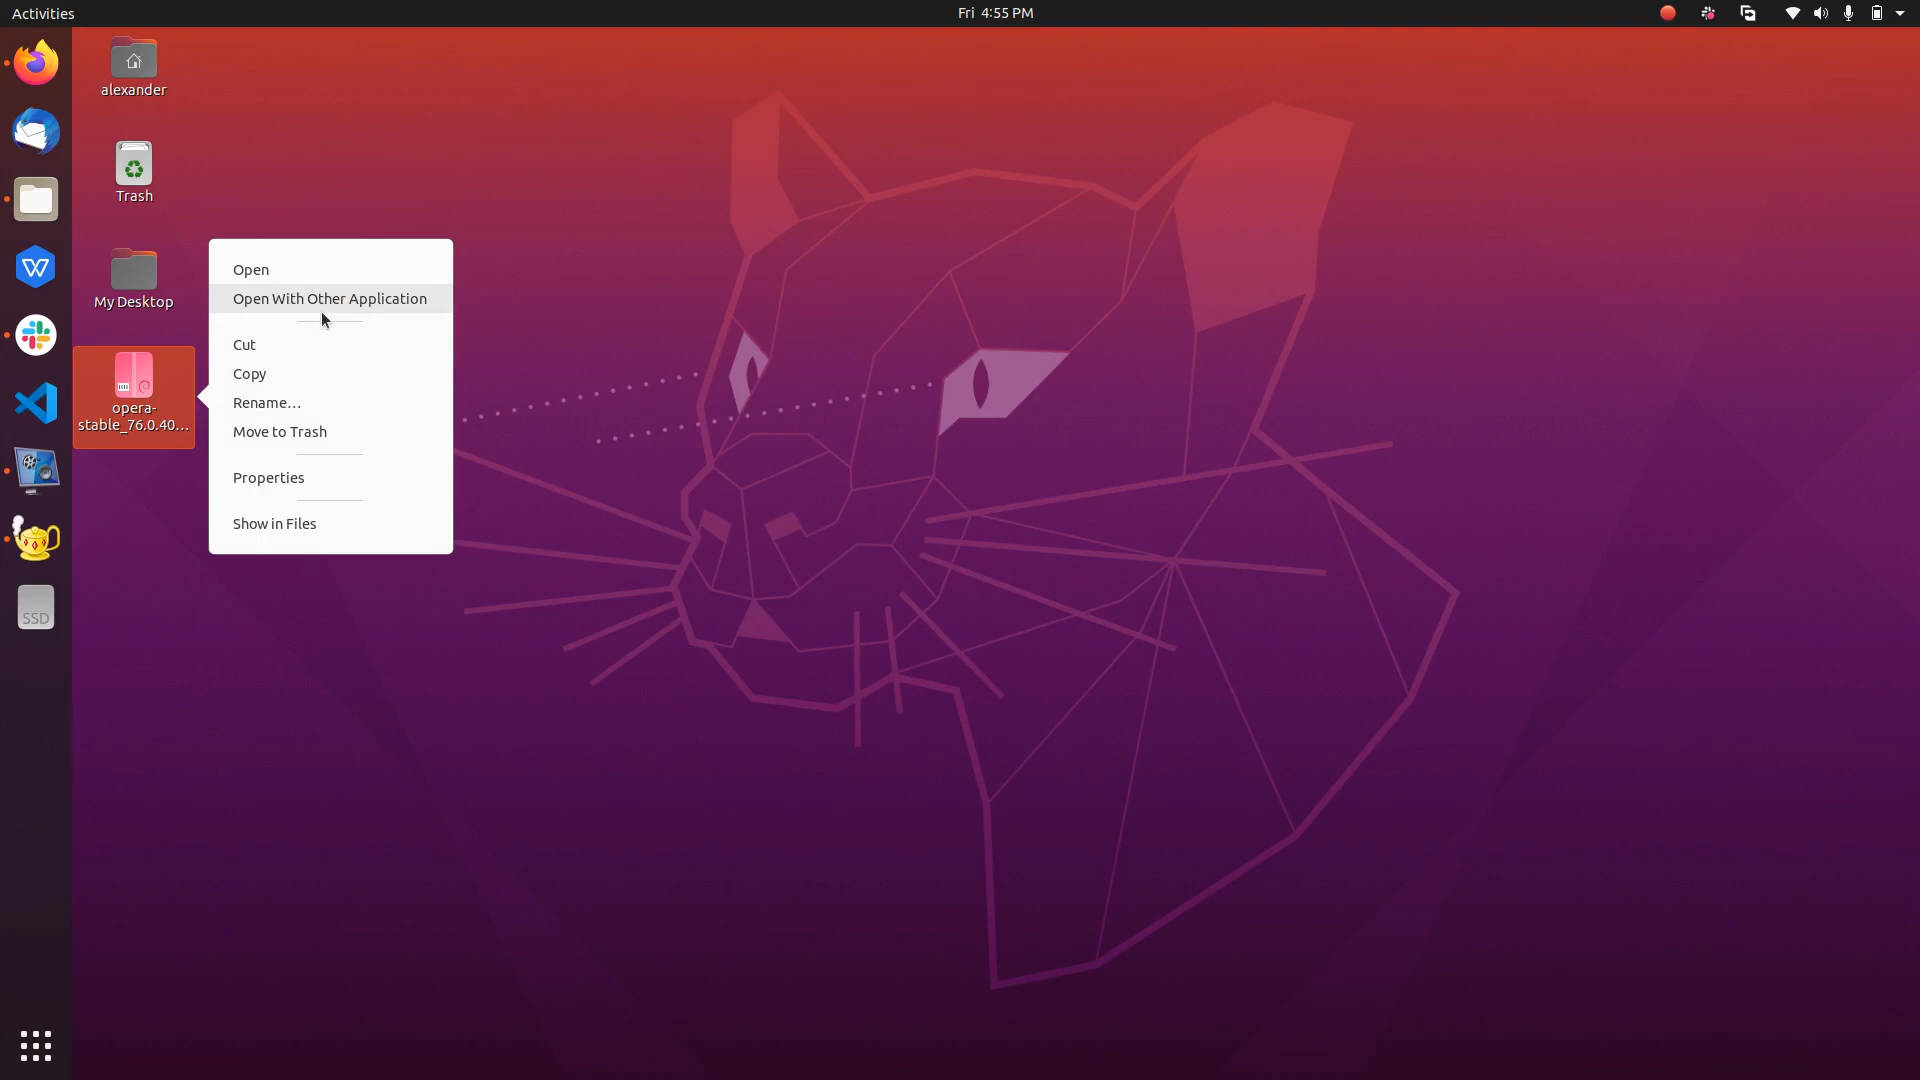 Activities
Fri 4:55 PM
alexander
Trash
My Desktop
opera-
stable_76.0.40...
Open
Open With Other Application
Cut
Copy
Rename…
Move to Trash
Properties
Show in Files
SSD